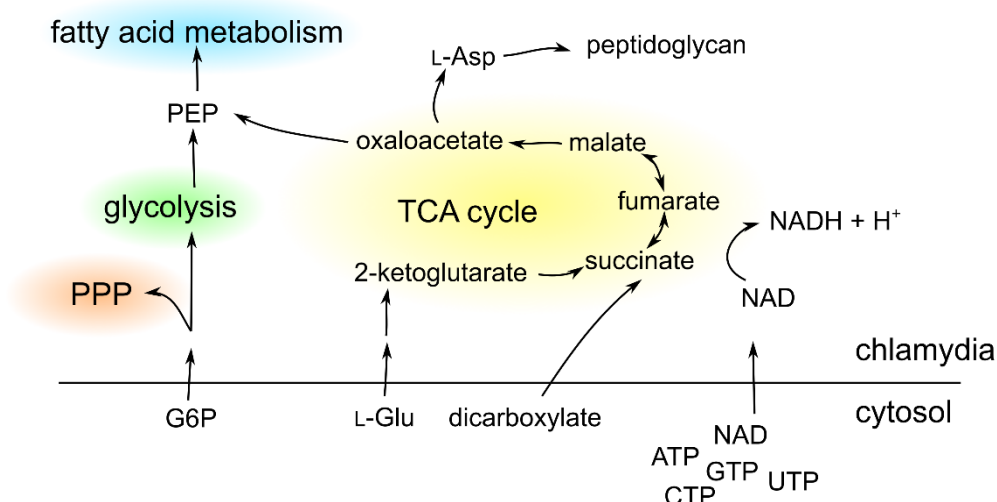 fatty acid metabolism
L-Asp
peptidoglycan
PEP
oxaloacetate
malate
glycolysis
TCA cycle
fumarate
NADH + H⁺
PPP
2-ketoglutarate
succinate
NAD
chlamydia
G6P
L-Glu
dicarboxylate
cytosol
NAD
ATP
GTP
UTP
CTP